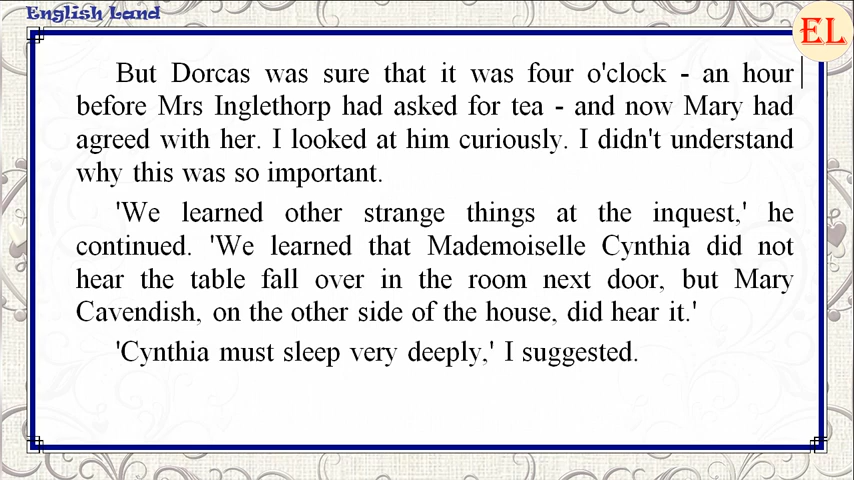 English Land
EL
But Dorcas was sure that it was four o'clock - an hour
before Mrs Inglethorp had asked for tea - and now Mary had
agreed with her. I looked at him curiously. I didn't understand
why this was so important.
'We learned other strange things at the inquest,' he
continued. 'We learned that Mademoiselle Cynthia did not
hear the table fall over in the room next door, but Mary
Cavendish, on the other side of the house, did hear it.'
'Cynthia must sleep very deeply,' I suggested.